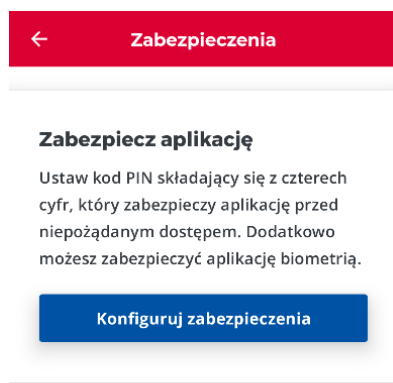 Zabezpieczenia
Zabezpiecz aplikację
Ustaw kod PIN składający się z czterech
cyfr, który zabezpieczy aplikację przed
niepożądanym dostępem. Dodatkowo
możesz zabezpieczyć aplikację biometrią.
Konfiguruj zabezpieczenia